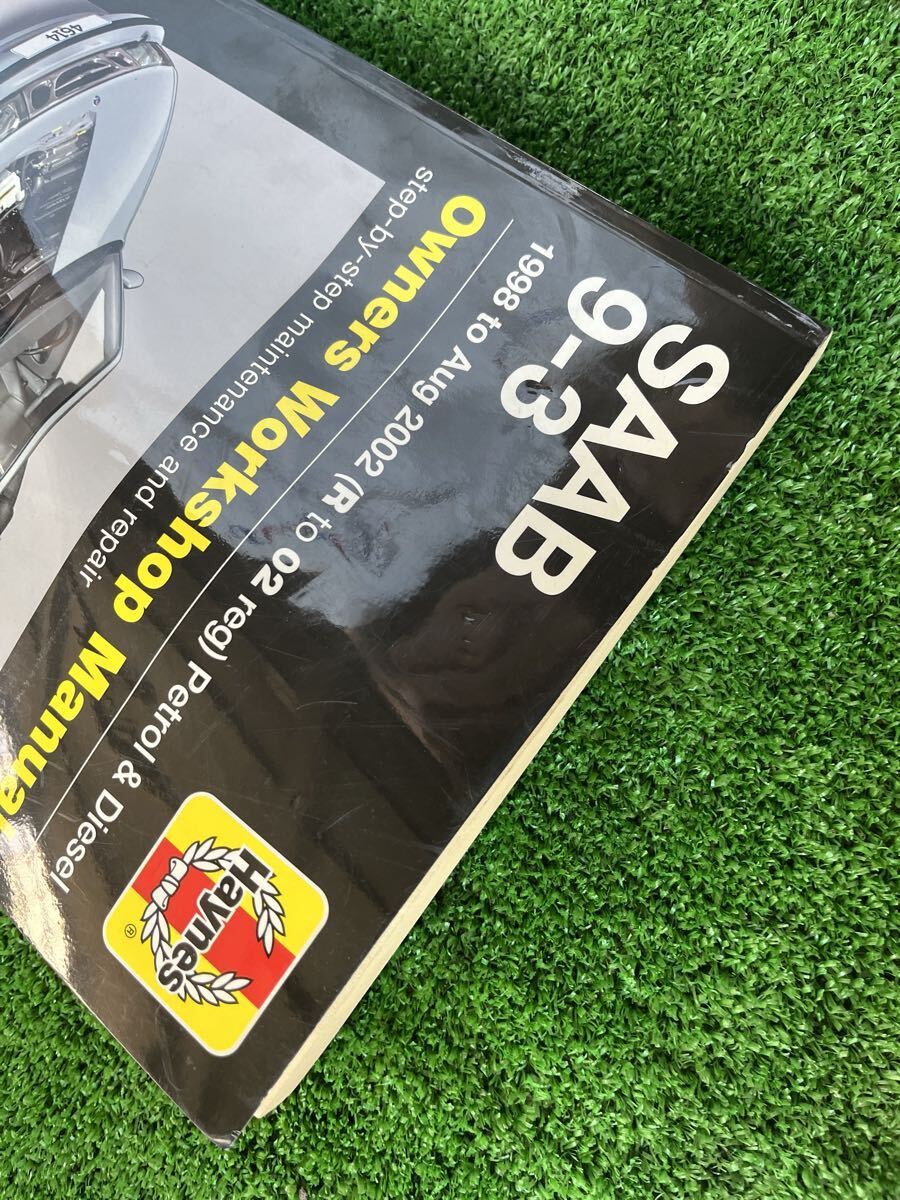 SAAB
9-3
1998 to Aug 2002 (R to 02 reg) Petrol & Diesel
Owners Workshop Manual
step-by-step maintenance and repair
Haynes
®
4614